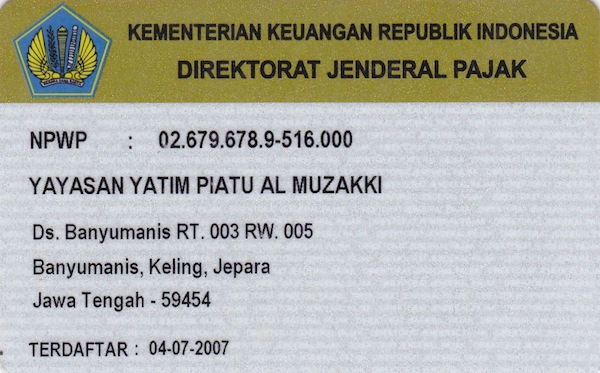 KEMENTERIAN KEUANGAN REPUBLIK INDONESIA
DIREKTORAT JENDERAL PAJAK
NPWP : 02.679.678.9-516.000
YAYASAN YATIM PIATU AL MUZAKKI
Ds. Banyumanis RT. 003 RW. 005
Banyumanis, Keling, Jepara
Jawa Tengah - 59454
TERDAFTAR : 04-07-2007